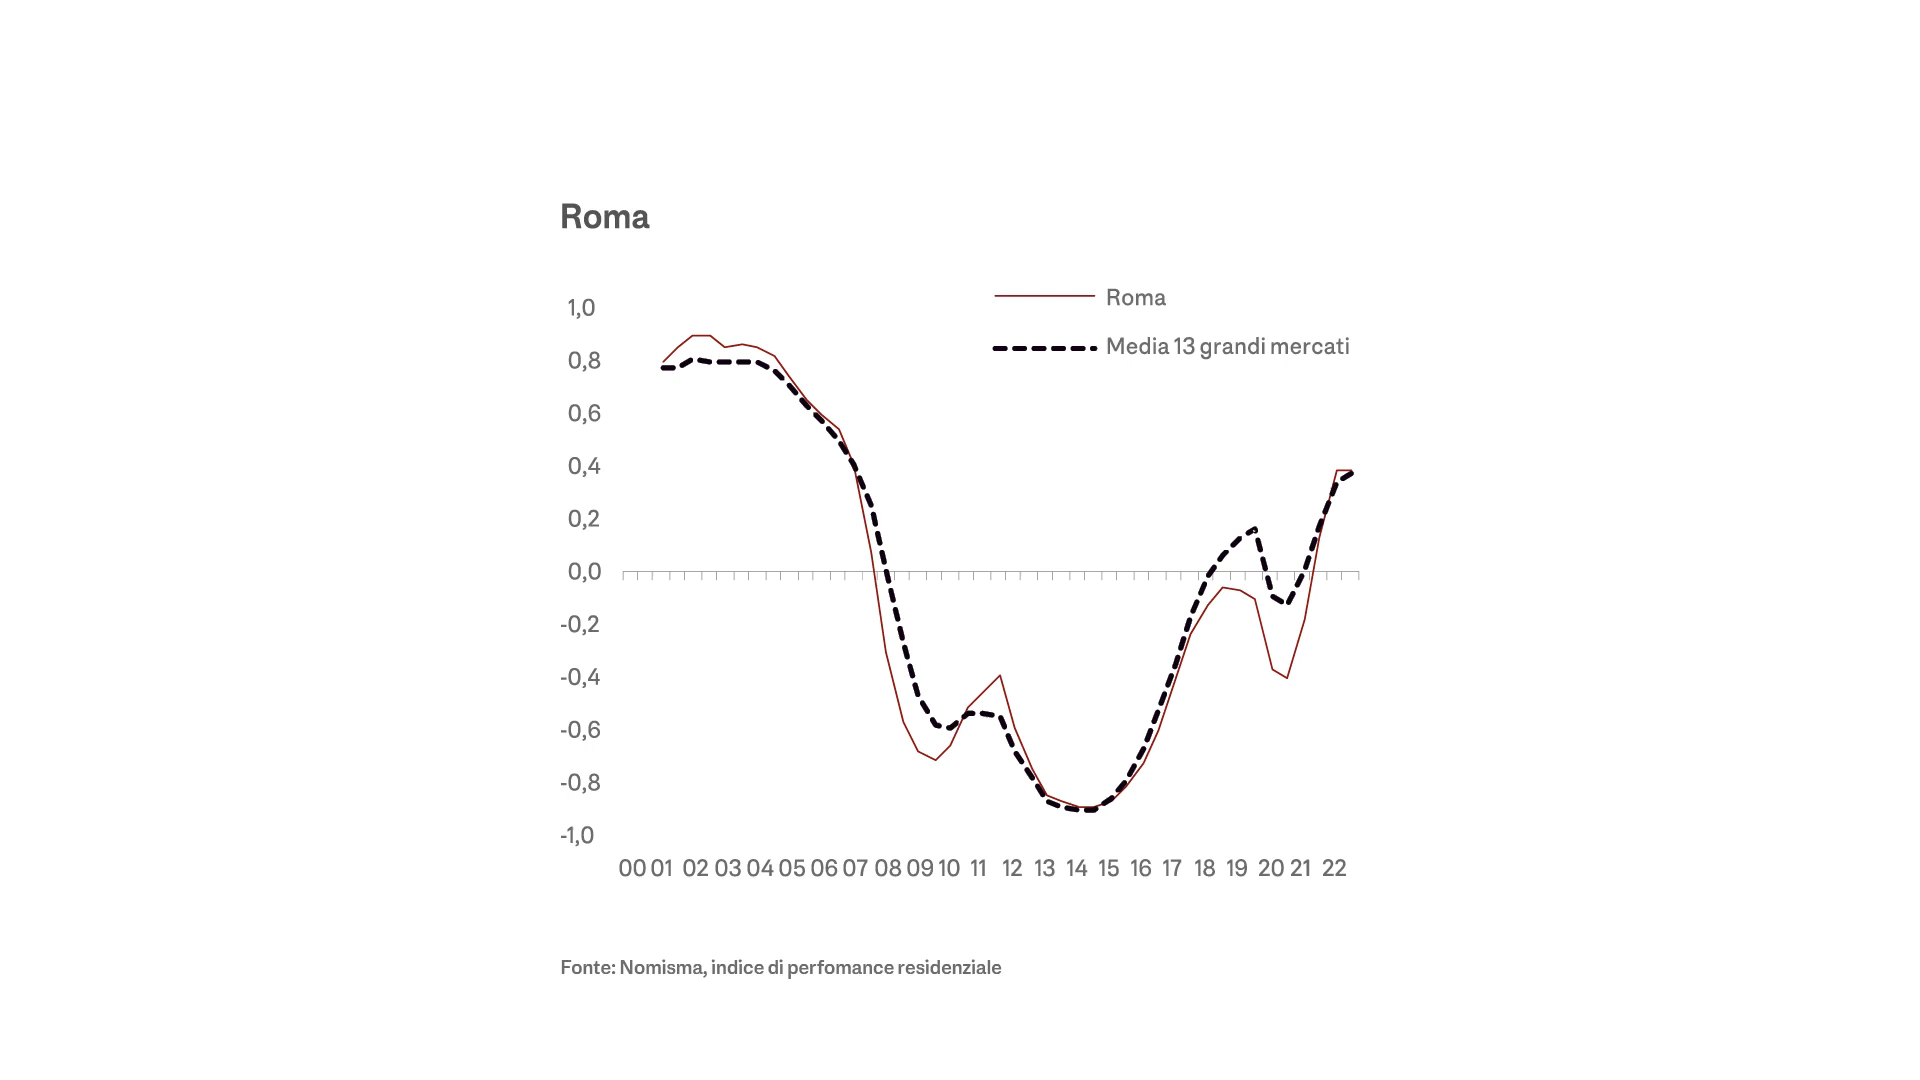 Roma
Roma
Media 13 grandi mercati
1,0
0,8
0,6
0,4
0,2
0,0
-0,2
-0,4
-0,6
-0,8
-1,0
00 01 02 03 04 05 06 07 08 09 10 11 12 13 14 15 16 17 18 19 20 21 22
Fonte: Nomisma, indice di perfomance residenziale